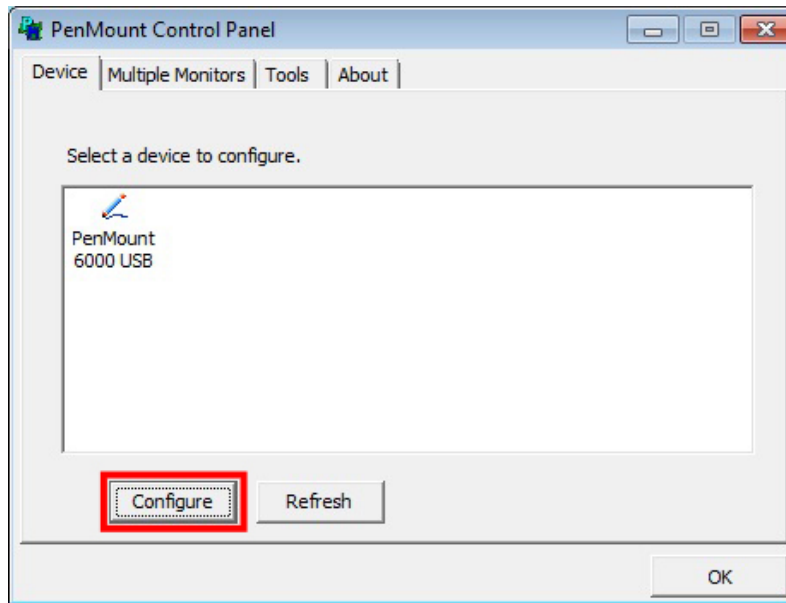 PenMount Control Panel
Device Multiple Monitors Tools About
Select a device to configure.
PenMount
6000 USB
Configure Refresh
OK